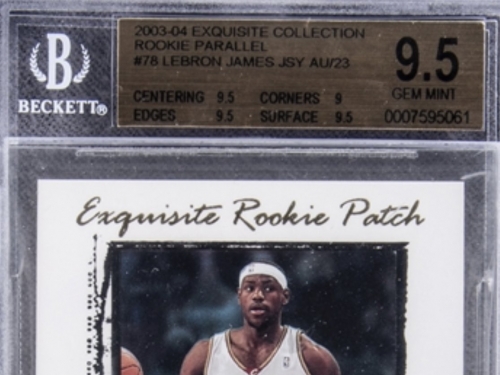 2003-04 EXQUISITE COLLECTION
ROOKIE PARALLEL
#78 LEBRON JAMES JSY AU/23
CENTERING 9.5 CORNERS 9
EDGES 9.5 SURFACE 9.5
9.5
GEM MINT
0007595061
B
BECKETT®
Exquisite Rookie Patch